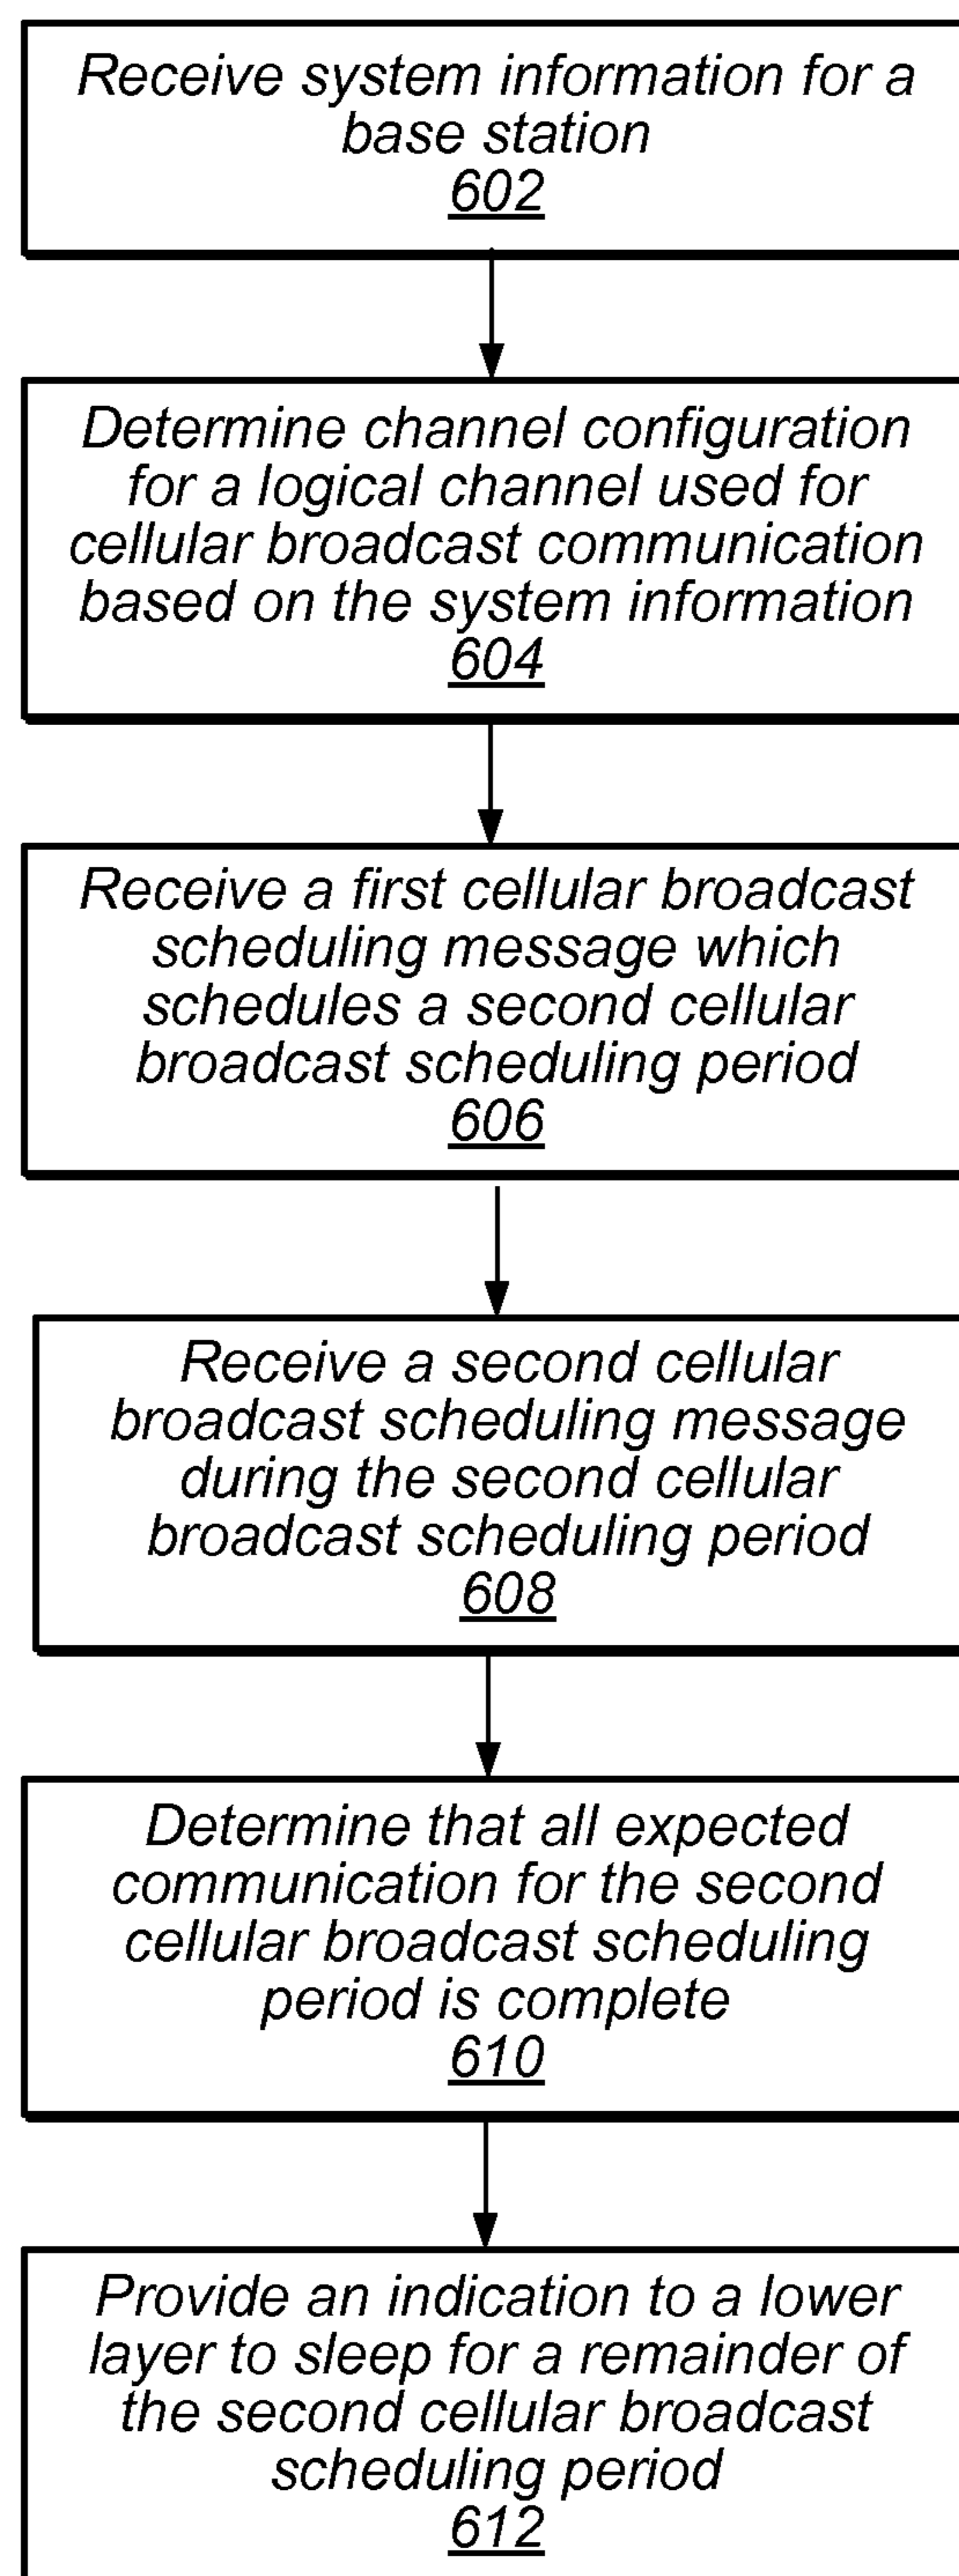 Receive system information for a
base station
602
Determine channel configuration
for a logical channel used for
cellular broadcast communication
based on the system information
604
Receive a first cellular broadcast
scheduling message which
schedules a second cellular
broadcast scheduling period
606
Receive a second cellular
broadcast scheduling message
during the second cellular
broadcast scheduling period
608
Determine that all expected
communication for the second
cellular broadcast scheduling
period is complete
610
Provide an indication to a lower
layer to sleep for a remainder of
the second cellular broadcast
scheduling period
612